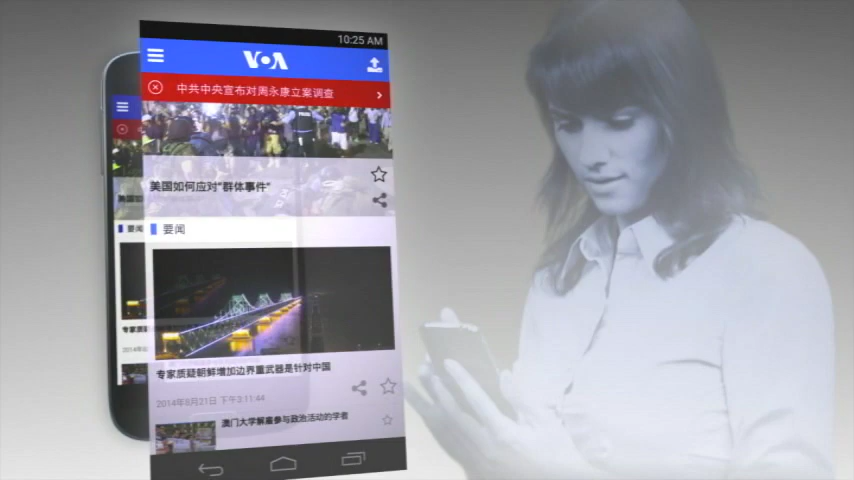 10:25 AM
VOA
中共中央宣布对周永康立案调查
美国如何应对"群体事件"
要闻
专家质疑朝鲜增加边界重武器是针对中国
2014年8月21日 下午3:11:44
澳门大学解雇参与政治活动的学者